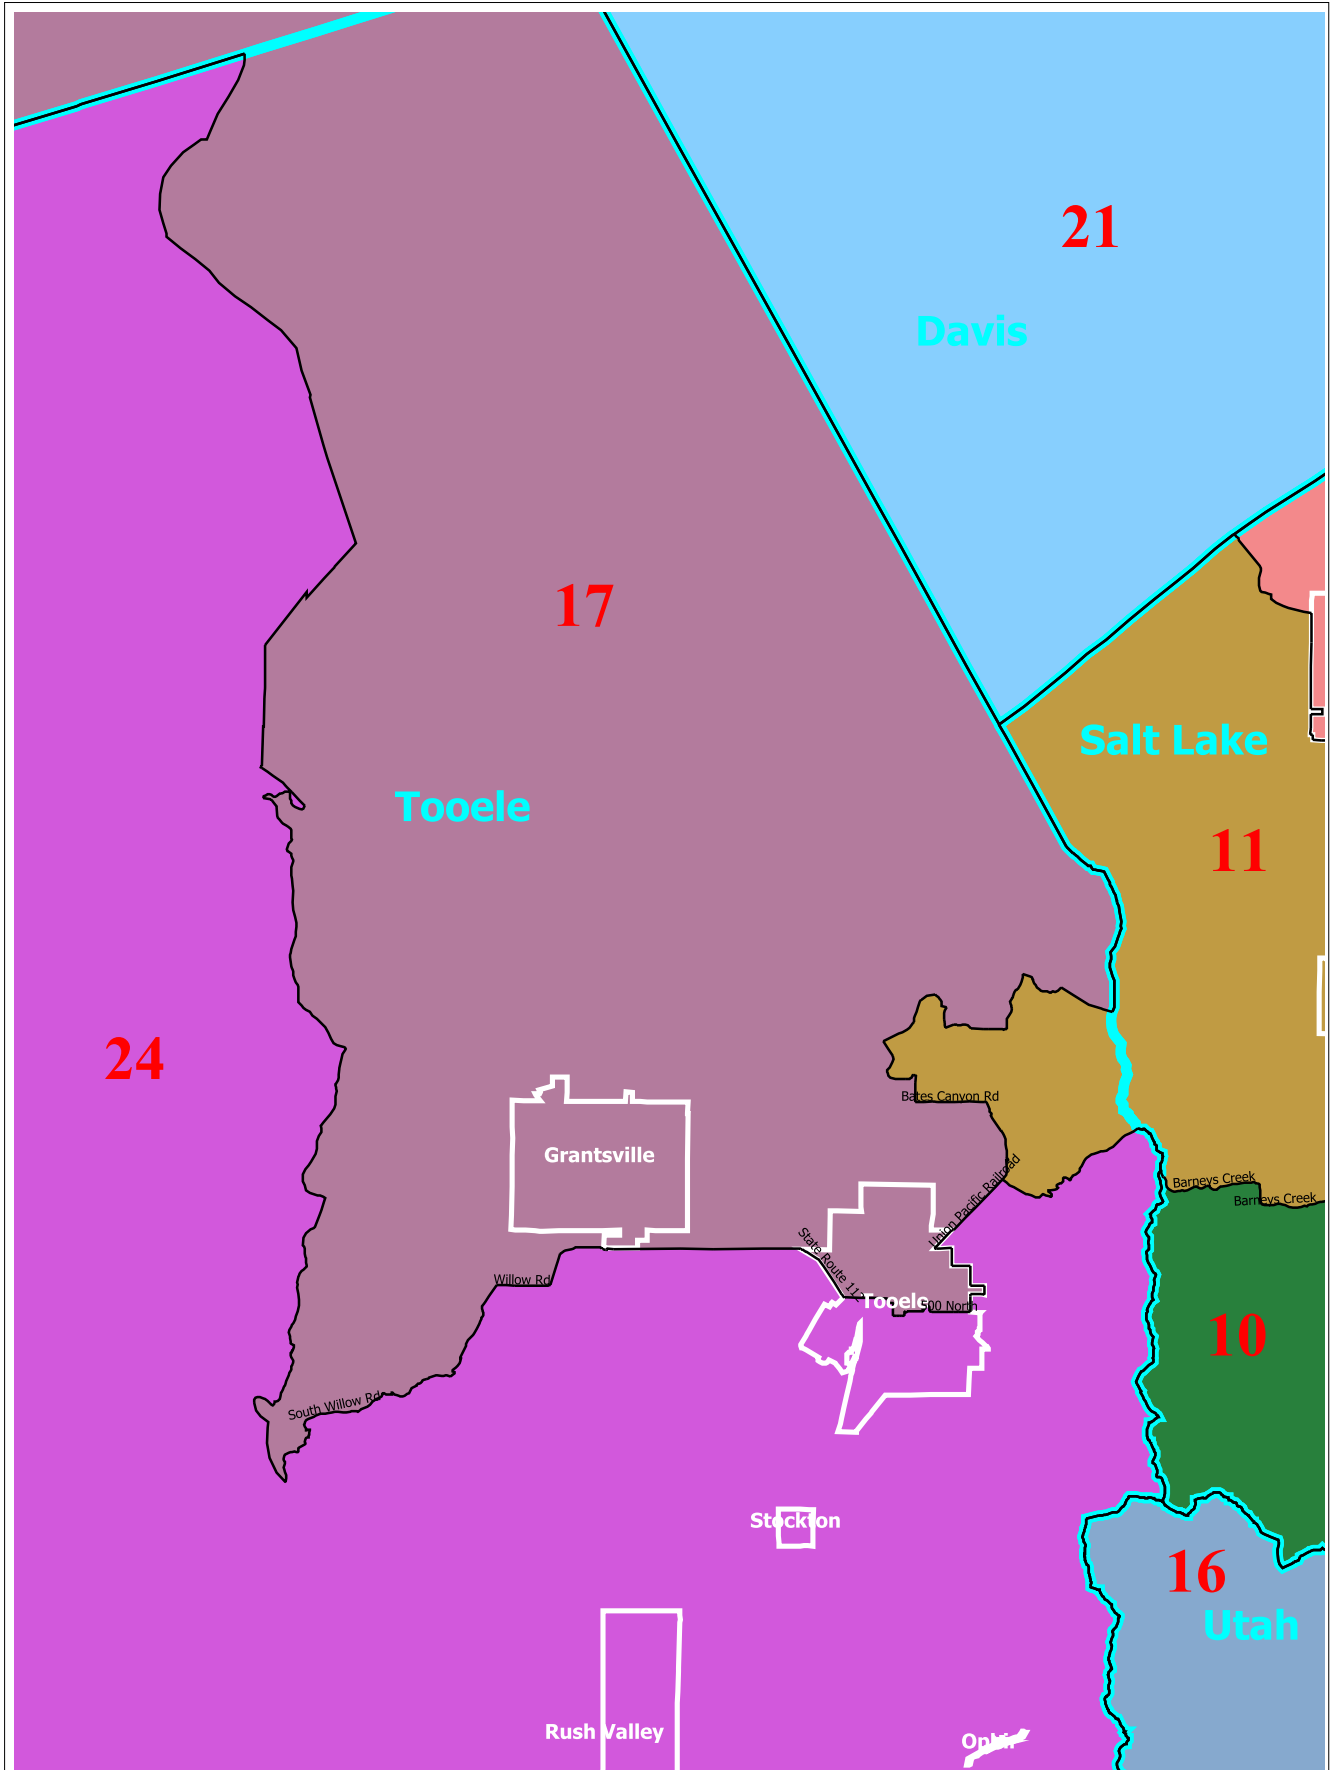 21
Davis
17
Salt Lake
Tooele
11
24
Bates Canyon Rd
Grantsville
Union Pacific Railroad
Barneys Creek
Barneys Creek
State Route 112
Willow Rd
Tooele
500 North
10
South Willow Rd
Stockton
16
Utah
Rush Valley
Ophir